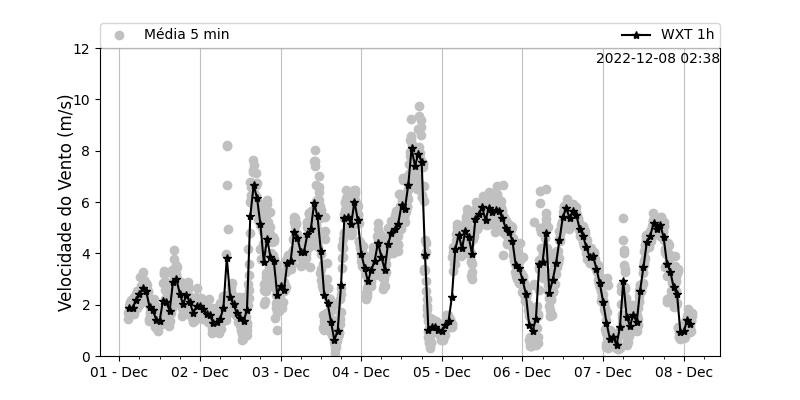 Média 5 min WXT 1h
2022-12-08 02:38
Velocidade do Vento (m/s)
12
10
8
6
4
2
0
01 - Dec 02 - Dec 03 - Dec 04 - Dec 05 - Dec 06 - Dec 07 - Dec 08 - Dec